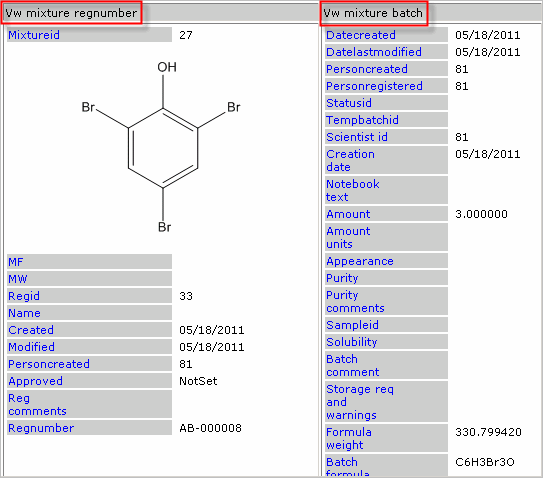 Vw mixture regnumber
Mixtureid 27
OH
Br Br
Br
MF
MW
Regid 33
Name
Created 05/18/2011
Modified 05/18/2011
Personcreated 81
Approved NotSet
Reg
comments
Regnumber AB-000008
Vw mixture batch
Datecreated 05/18/2011
Datelastmodified 05/18/2011
Personcreated 81
Personregistered 81
Statusid
Tempbatchid
Scientist id 81
Creation 05/18/2011
date
Notebook
text
Amount 3.000000
Amount
units
Appearance
Purity
Purity
comments
Sampleid
Solubility
Batch
comment
Storage req
and
warnings
Formula 330.799420
weight
Batch C6H3Br3O
formula